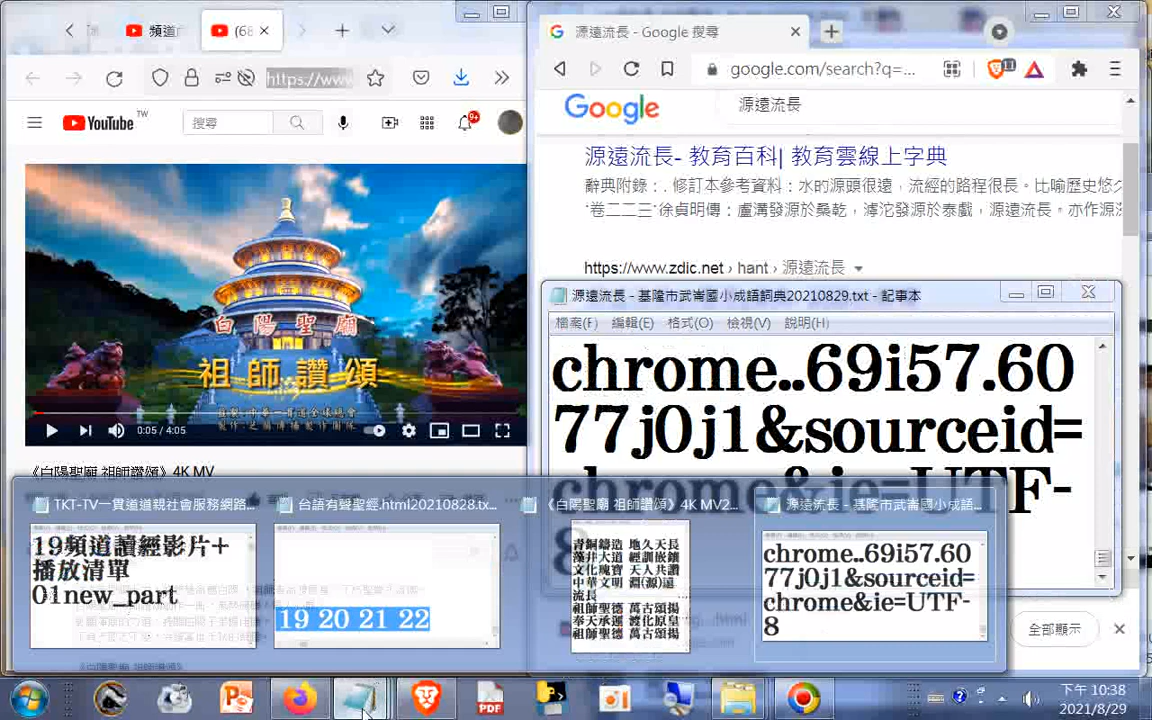 頻道
(68
https://www
YouTube TW
搜尋
9+
白陽聖廟
祖師讚頌
0:05 / 4:05
《白陽聖廟 祖師讚頌》4K MV
源遠流長 - Google 搜尋
google.com/search?q=...
Google
源遠流長
源遠流長- 教育百科| 教育雲線上字典
辭典附錄：. 修訂本參考資料：水的源頭很遠，流經的路程很長。比喻歷史悠久
卷二二三˙徐貞明傳：盧溝發源於桑乾，滹沱發源於泰戲，源遠流長。亦作源深
https://www.zdic.net › hant › 源遠流長
源遠流長 - 基隆市武崙國小成語詞典20210829.txt - 記事本
檔案(F) 編輯(E) 格式(O) 檢視(V) 說明(H)
chrome..69i57.60
77j0j1&sourceid=
chrome&ie=UTF-
8
TKT-TV一貫道道親社會服務網路...
19頻道讀經影片+
播放清單
01new_part
台語有聲聖經.html20210828.tx...
19 20 21 22
《白陽聖廟 祖師讚頌》4K MV2...
青銅鑄造 地久天長
藻井大道 經訓嵌鑲
文化瑰寶 天人共讚
中華文明 淵(源)遠
流長
祖師聖德 萬古頌揚
奉天承運 渡化原皇
祖師聖德 萬古頌揚
源遠流長 - 基隆市武崙國小成語...
chrome..69i57.60
77j0j1&sourceid=
chrome&ie=UTF-
8
全部顯示
PDF
下午 10:38
2021/8/29